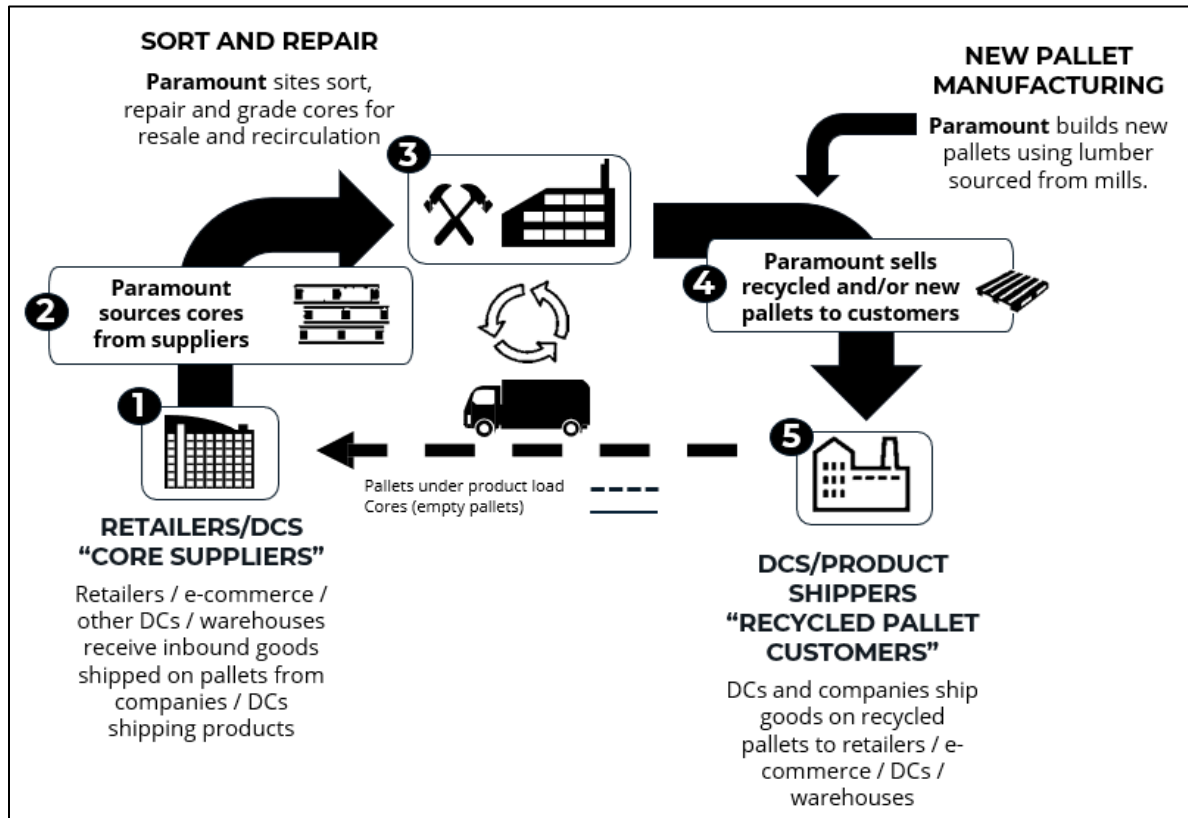 SORT AND REPAIR
Paramount sites sort,
repair and grade cores for
resale and recirculation
NEW PALLET
MANUFACTURING
Paramount builds new
pallets using lumber
sourced from mills.
3
2
Paramount
sources cores
from suppliers
4
Paramount sells
recycled and/or new
pallets to customers
1
5
Pallets under product load
Cores (empty pallets)
RETAILERS/DCS
“CORE SUPPLIERS”
Retailers / e-commerce /
other DCs / warehouses
receive inbound goods
shipped on pallets from
companies / DCs
shipping products
DCS/PRODUCT
SHIPPERS
“RECYCLED PALLET
CUSTOMERS”
DCs and companies ship
goods on recycled
pallets to retailers / e-
commerce / DCs /
warehouses